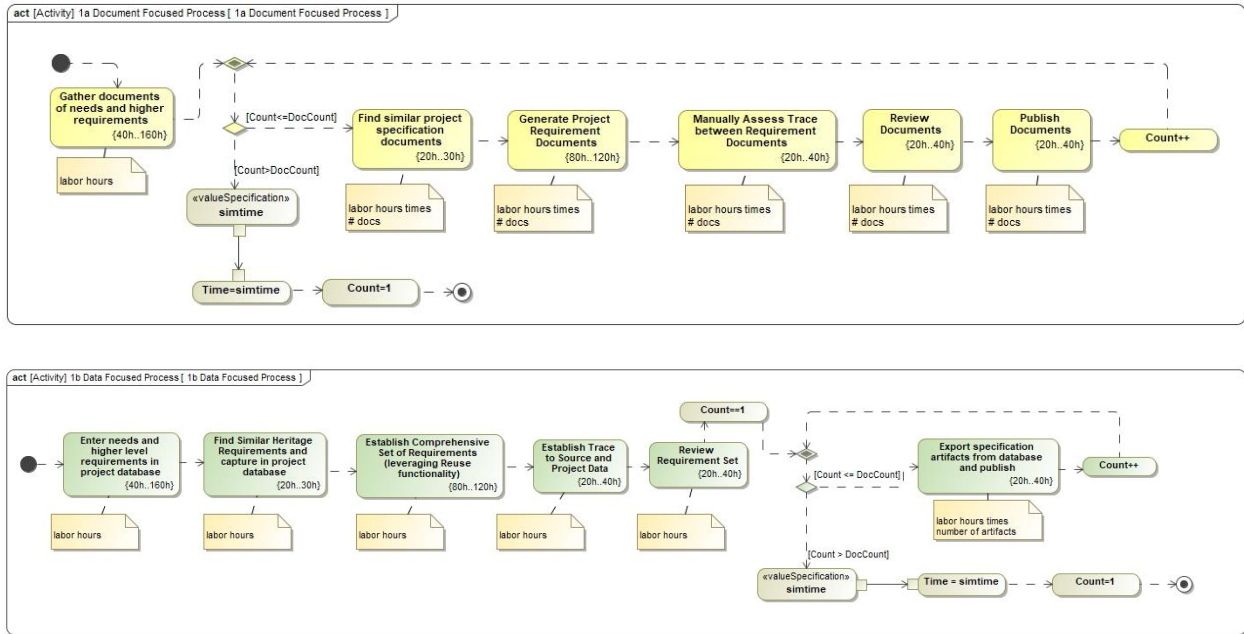 act [Activity] 1a Document Focused Process [ 1a Document Focused Process ]
Gather documents
of needs and higher
requirements
{40h..160h}
labor hours
[Count<=DocCount]
[Count>DocCount]
«valueSpecification»
simtime
Time=simtime
Count=1
Find similar project
specification
documents
{20h..30h}
labor hours times
# docs
Generate Project
Requirement
Documents
{80h..120h}
labor hours times
# docs
Manually Assess Trace
between Requirement
Documents
{20h..40h}
labor hours times
# docs
Review
Documents
{20h..40h}
labor hours times
# docs
Publish
Documents
{20h..40h}
labor hours times
# docs
Count++
act [Activity] 1b Data Focused Process [ 1b Data Focused Process ]
Enter needs and
higher level
requirements in
project database
{40h..160h}
labor hours
Find Similar Heritage
Requirements and
capture in project
database
{20h..30h}
labor hours
Establish Comprehensive
Set of Requirements
(leveraging Reuse
functionality)
{80h..120h}
labor hours
Establish Trace
to Source and
Project Data
{20h..40h}
labor hours
Review
Requirement Set
{20h..40h}
labor hours
Count==1
[Count <= DocCount]
[Count > DocCount]
Export specification
artifacts from database
and publish
{20h..40h}
labor hours times
number of artifacts
Count++
«valueSpecification»
simtime
Time = simtime
Count=1